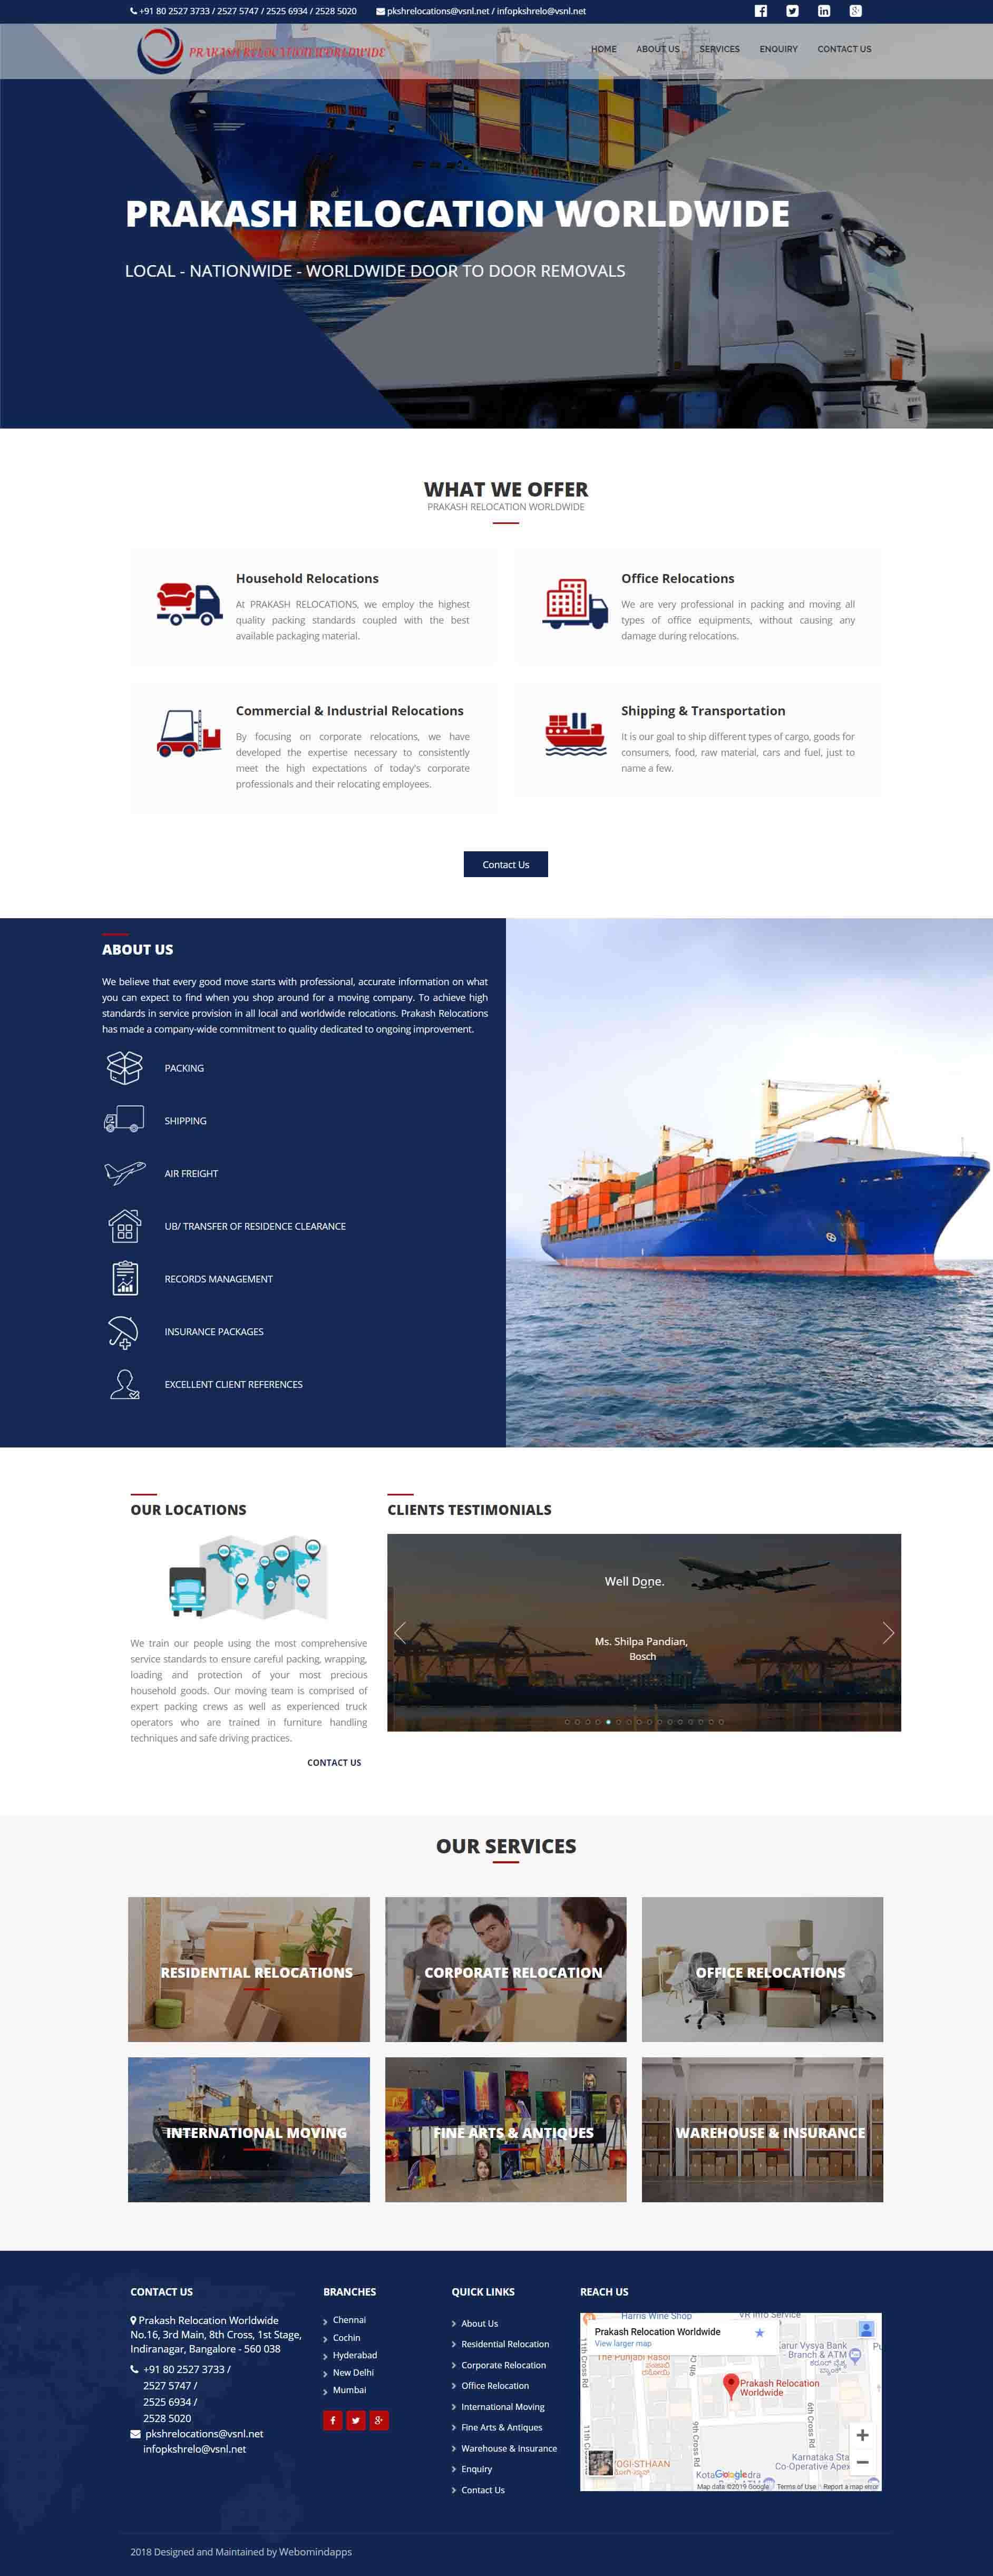 +91 80 2527 3733 / 2527 5747 / 2525 6934 / 2528 5020
pkshrelocations@vsnl.net / infopkshrelo@vsnl.net
PRAKASH RELOCATION WORLDWIDE
HOME
ABOUT US
SERVICES
ENQUIRY
CONTACT US
PRAKASH RELOCATION WORLDWIDE
LOCAL - NATIONWIDE - WORLDWIDE DOOR TO DOOR REMOVALS
WHAT WE OFFER
PRAKASH RELOCATION WORLDWIDE
Household Relocations
At PRAKASH RELOCATIONS, we employ the highest
quality packing standards coupled with the best
available packaging material.
Office Relocations
We are very professional in packing and moving all
types of office equipments, without causing any
damage during relocations.
Commercial & Industrial Relocations
By focusing on corporate relocations, we have
developed the expertise necessary to consistently
meet the high expectations of today's corporate
professionals and their relocating employees.
Shipping & Transportation
It is our goal to ship different types of cargo, goods for
consumers, food, raw material, cars and fuel, just to
name a few.
Contact Us
ABOUT US
We believe that every good move starts with professional, accurate information on what
you can expect to find when you shop around for a moving company. To achieve high
standards in service provision in all local and worldwide relocations. Prakash Relocations
has made a company-wide commitment to quality dedicated to ongoing improvement.
PACKING
SHIPPING
AIR FREIGHT
UB/ TRANSFER OF RESIDENCE CLEARANCE
RECORDS MANAGEMENT
INSURANCE PACKAGES
EXCELLENT CLIENT REFERENCES
OUR LOCATIONS
We train our people using the most comprehensive
service standards to ensure careful packing, wrapping,
loading and protection of your most precious
household goods. Our moving team is comprised of
expert packing crews as well as experienced truck
operators who are trained in furniture handling
techniques and safe driving practices.
CONTACT US
CLIENTS TESTIMONIALS
Well Done.
Ms. Shilpa Pandian,
Bosch
OUR SERVICES
RESIDENTIAL RELOCATIONS
CORPORATE RELOCATION
OFFICE RELOCATIONS
INTERNATIONAL MOVING
FINE ARTS & ANTIQUES
WAREHOUSE & INSURANCE
CONTACT US
Prakash Relocation Worldwide
No.16, 3rd Main, 8th Cross, 1st Stage,
Indiranagar, Bangalore - 560 038
+91 80 2527 3733 /
2527 5747 /
2525 6934 /
2528 5020
pkshrelocations@vsnl.net
infopkshrelo@vsnl.net
BRANCHES
Chennai
Cochin
Hyderabad
New Delhi
Mumbai
QUICK LINKS
About Us
Residential Relocation
Corporate Relocation
Office Relocation
International Moving
Fine Arts & Antiques
Warehouse & Insurance
Enquiry
Contact Us
REACH US
Harris Wine Shop
VR Info Service
Prakash Relocation Worldwide
View larger map
The Punjabi Rasoi
Karur Vysya Bank
- Branch & ATM
Prakash Relocation
Worldwide
11th Cross Rd
9th Cross Rd
6th Cross Rd
Karnataka Sta
Co-Operative Apex
YOGI-STHAAN
Google
Map data ©2019 Google
Terms of Use
Report a map error
2018 Designed and Maintained by Webomindapps